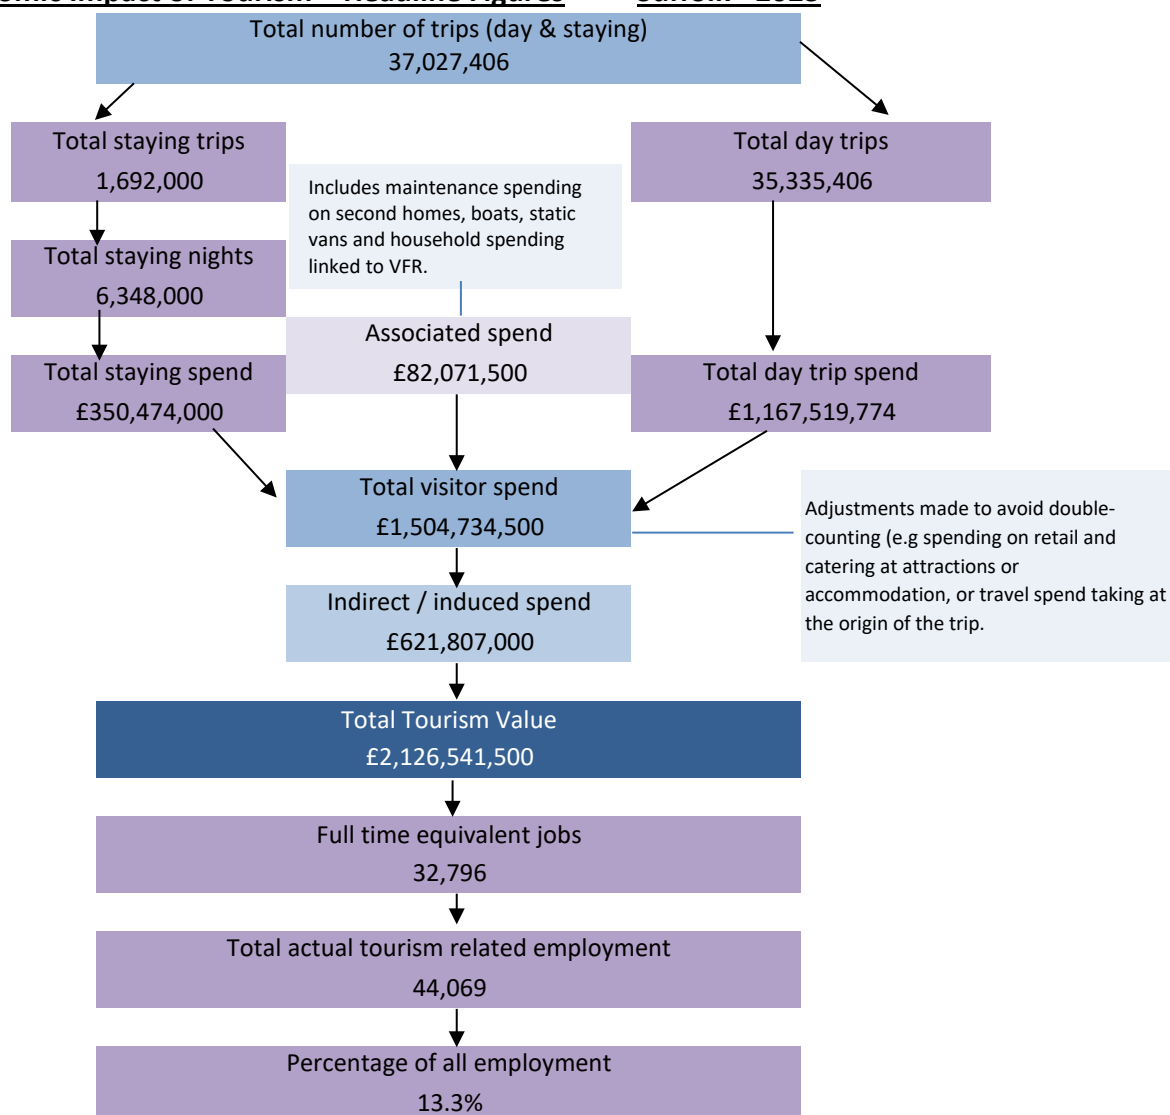 Impact of Tourism – Headline Figures
Total number of trips (day & staying)
37,027,406
Total staying trips
1,692,000
Total day trips
35,335,406
Includes maintenance spending
on second homes, boats, static
vans and household spending
linked to VFR.
Total staying nights
6,348,000
Associated spend
£82,071,500
Total staying spend
£350,474,000
Total day trip spend
£1,167,519,774
Total visitor spend
£1,504,734,500
Adjustments made to avoid double-
counting (e.g spending on retail and
catering at attractions or
accommodation, or travel spend taking at
the origin of the trip.
Indirect / induced spend
£621,807,000
Total Tourism Value
£2,126,541,500
Full time equivalent jobs
32,796
Total actual tourism related employment
44,069
Percentage of all employment
13.3%